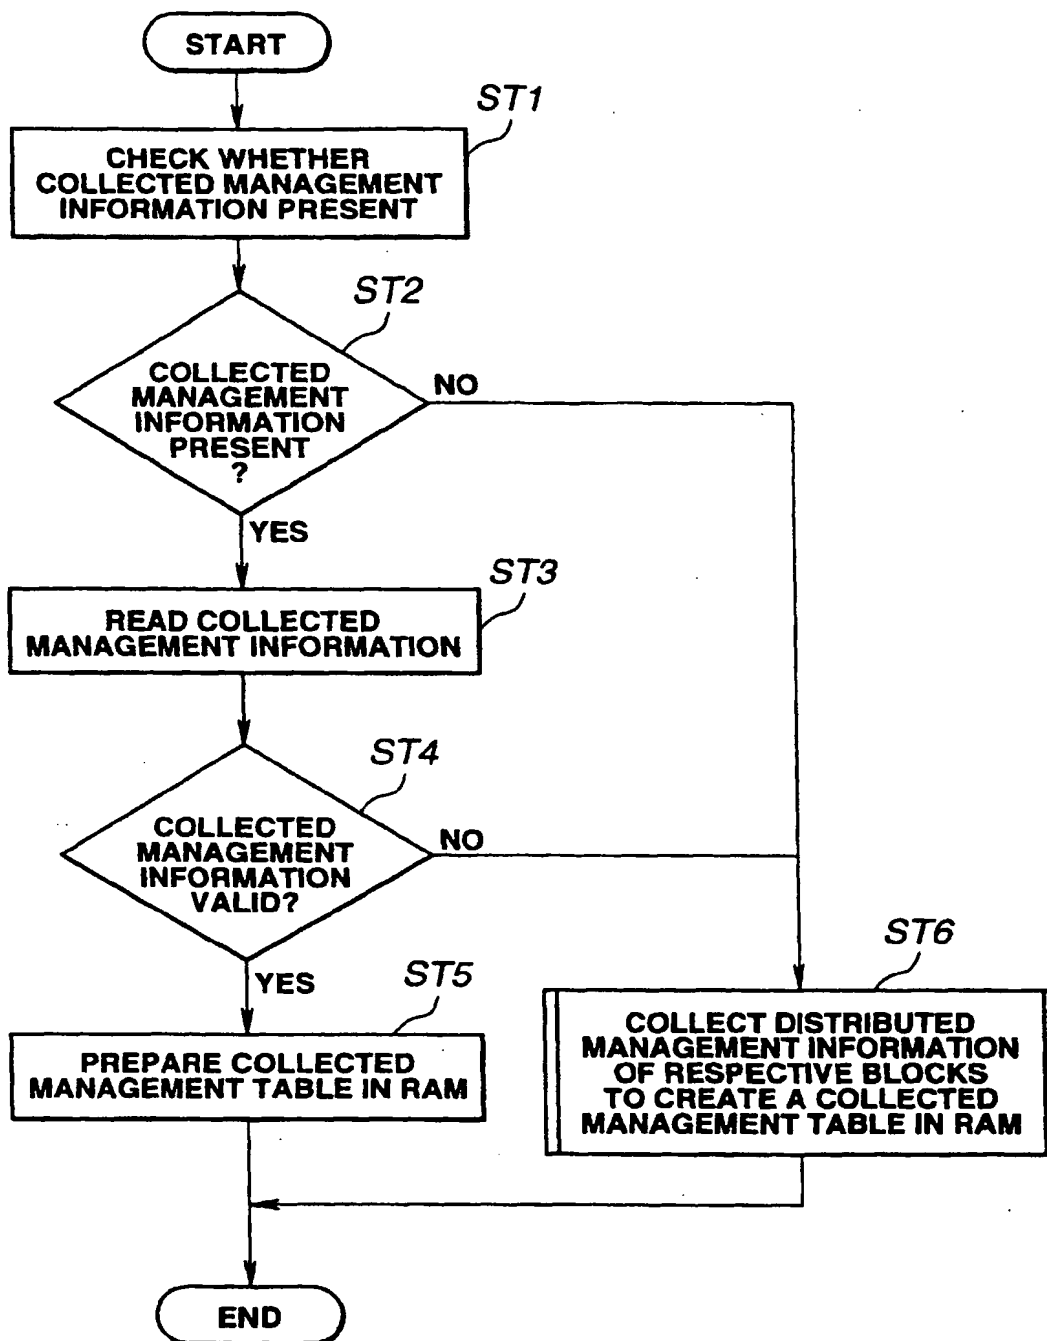 START
ST1
CHECK WHETHER
COLLECTED MANAGEMENT
INFORMATION PRESENT
ST2
COLLECTED
MANAGEMENT
INFORMATION
PRESENT
?
NO
YES
ST3
READ COLLECTED
MANAGEMENT INFORMATION
ST4
COLLECTED
MANAGEMENT
INFORMATION
VALID?
NO
YES
ST5
PREPARE COLLECTED
MANAGEMENT TABLE IN RAM
ST6
COLLECT DISTRIBUTED
MANAGEMENT INFORMATION
OF RESPECTIVE BLOCKS
TO CREATE A COLLECTED
MANAGEMENT TABLE IN RAM
END